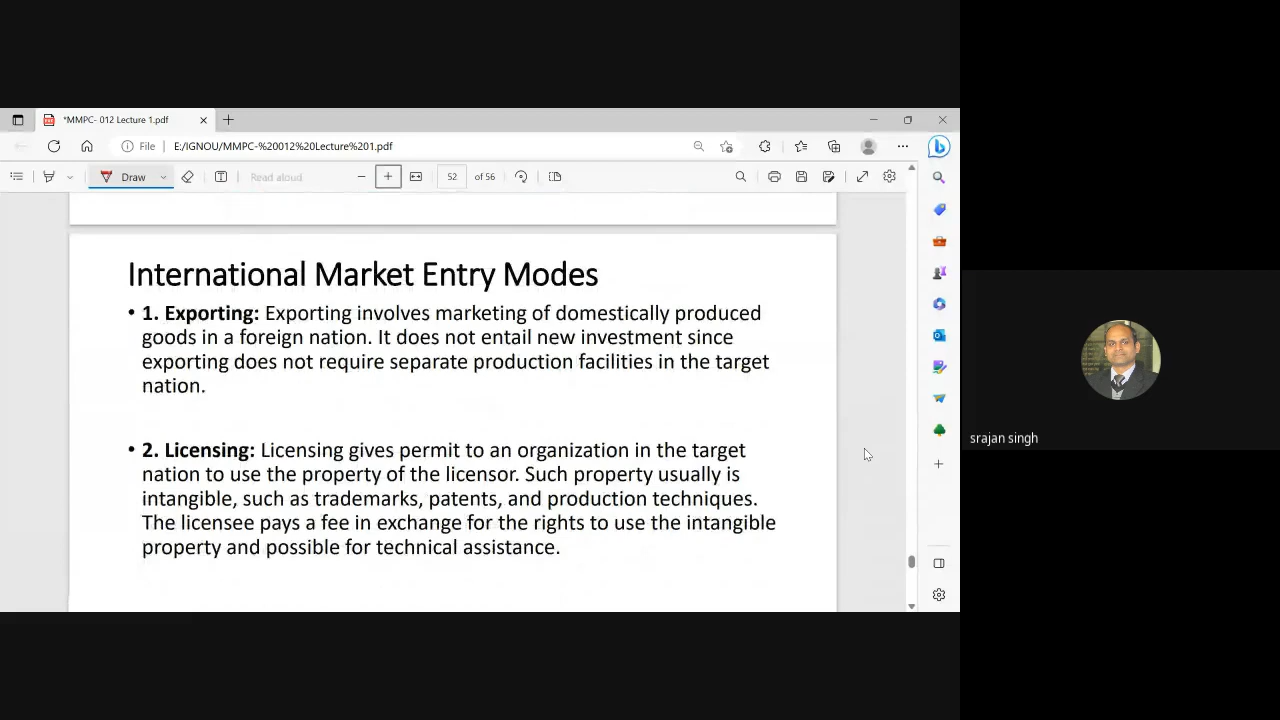 *MMPC- 012 Lecture 1.pdf
File E:/IGNOU/MMPC-%20012%20Lecture%201.pdf
Draw Read aloud 52 of 56
International Market Entry Modes
• 1. Exporting: Exporting involves marketing of domestically produced
goods in a foreign nation. It does not entail new investment since
exporting does not require separate production facilities in the target
nation.
• 2. Licensing: Licensing gives permit to an organization in the target
nation to use the property of the licensor. Such property usually is
intangible, such as trademarks, patents, and production techniques.
The licensee pays a fee in exchange for the rights to use the intangible
property and possible for technical assistance.
srajan singh